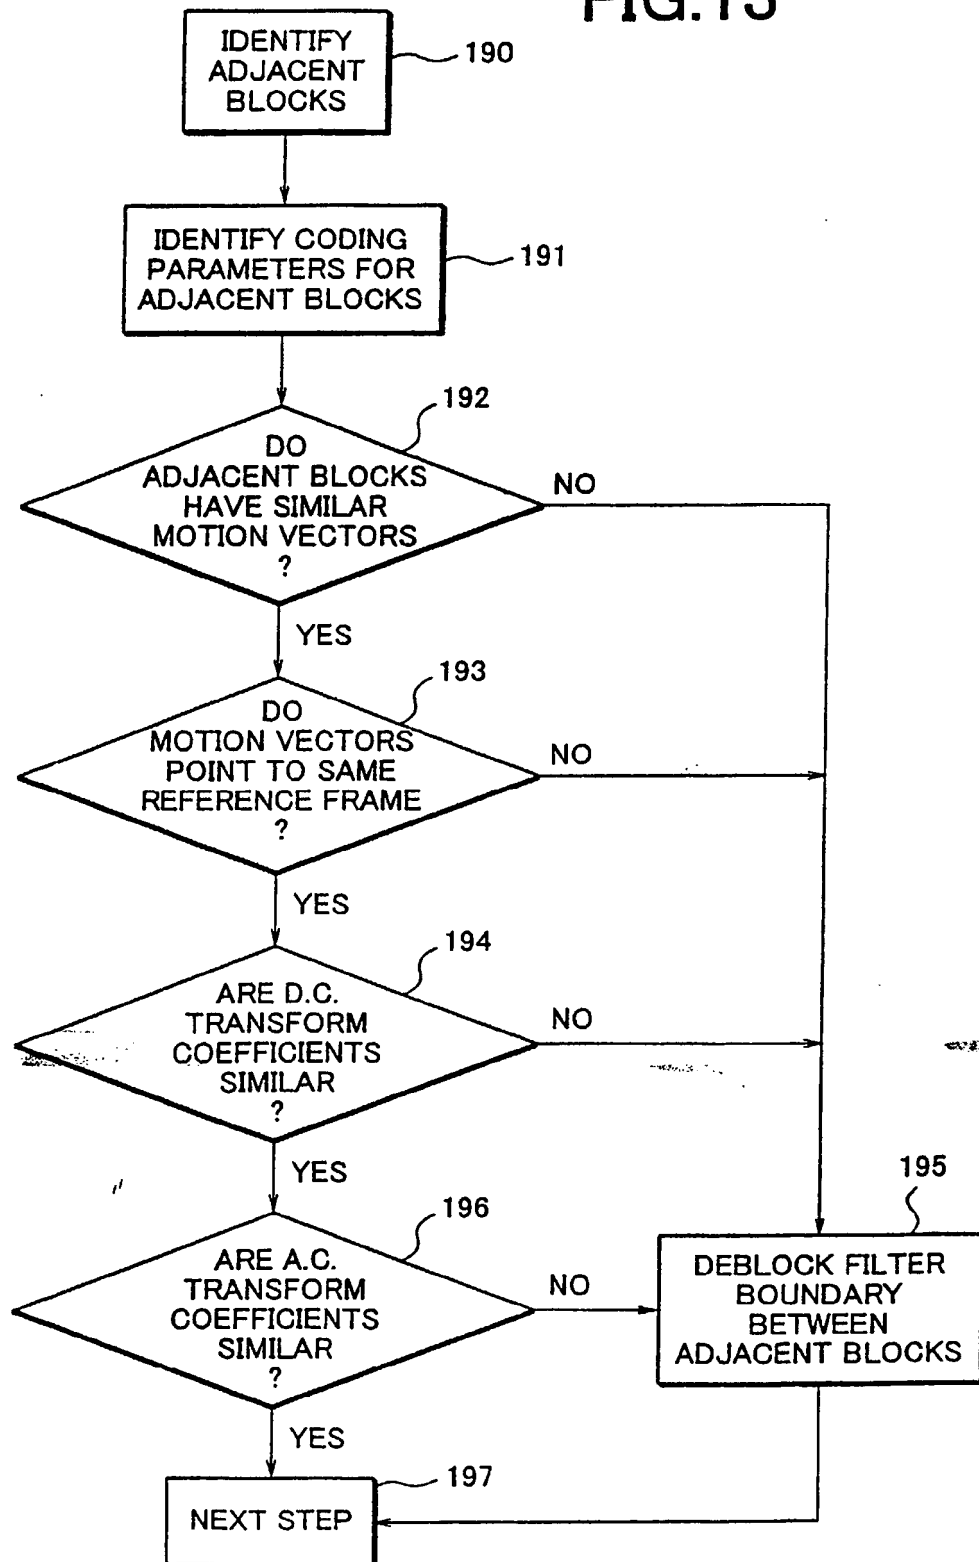 FIG.13
IDENTIFY
ADJACENT
BLOCKS
190
IDENTIFY CODING
PARAMETERS FOR
ADJACENT BLOCKS
191
192
DO
ADJACENT BLOCKS
HAVE SIMILAR
MOTION VECTORS
?
NO
YES
193
DO
MOTION VECTORS
POINT TO SAME
REFERENCE FRAME
?
NO
YES
194
ARE D.C.
TRANSFORM
COEFFICIENTS
SIMILAR
?
NO
YES
195
196
ARE A.C.
TRANSFORM
COEFFICIENTS
SIMILAR
?
NO
DEBLOCK FILTER
BOUNDARY
BETWEEN
ADJACENT BLOCKS
YES
197
NEXT STEP